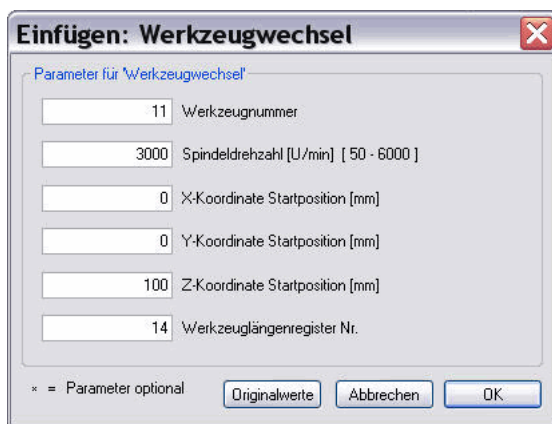 Einfügen: Werkzeugwechsel
Parameter für 'Werkzeugwechsel'
11 Werkzeugnummer
3000 Spindeldrehzahl [U/min] [ 50 - 6000 ]
0 X-Koordinate Startposition [mm]
0 Y-Koordinate Startposition [mm]
100 Z-Koordinate Startposition [mm]
14 Werkzeuglängenregister Nr.
* = Parameter optional
Originalwerte Abbrechen OK